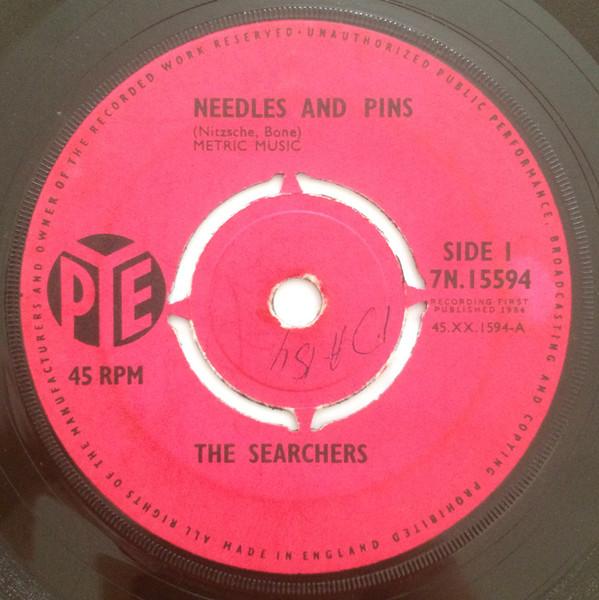 ALL RIGHTS OF THE MANUFACTURERS AND OWNER OF THE RECORDED WORK RESERVED · UNAUTHORIZED PUBLIC PERFORMANCE, BROADCASTING AND COPYING PROHIBITED
MADE IN ENGLAND
NEEDLES AND PINS
(Nitzsche, Bone)
METRIC MUSIC
PYE
45 RPM
SIDE 1
7N.15594
RECORDING FIRST
PUBLISHED 1964
45.XX.1594-A
THE SEARCHERS